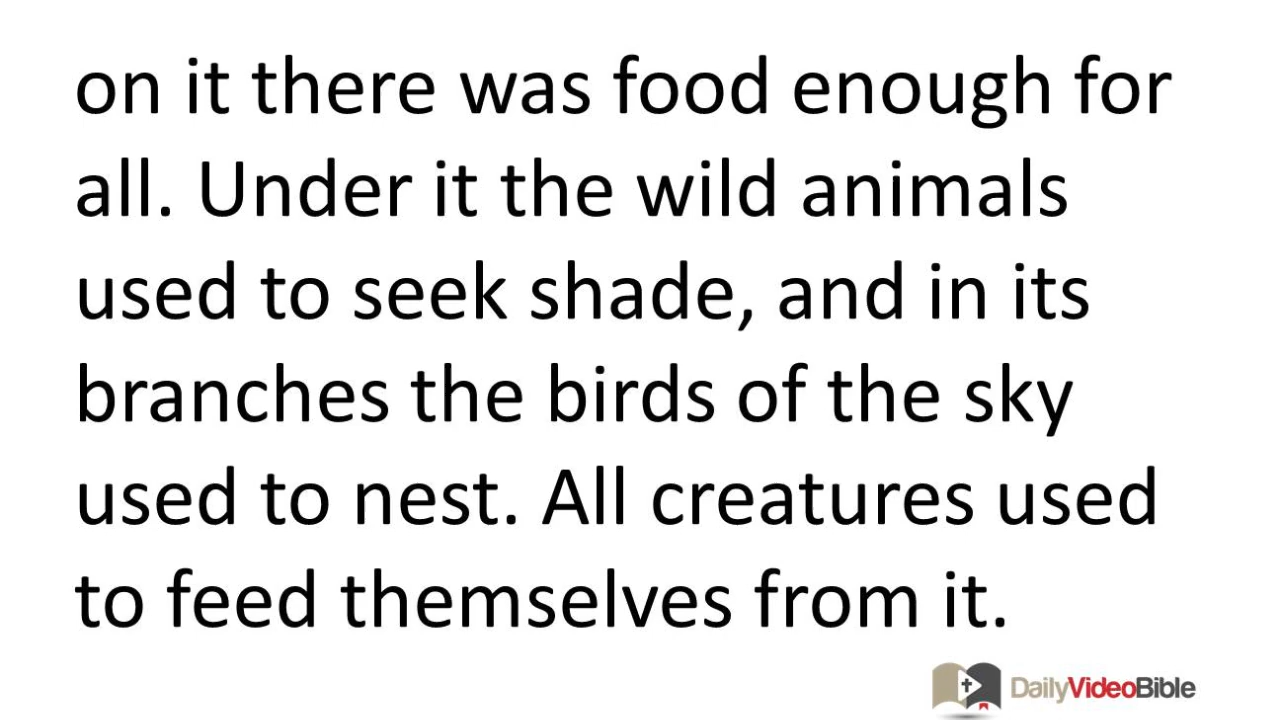 on it there was food enough for
all. Under it the wild animals
used to seek shade, and in its
branches the birds of the sky
used to nest. All creatures used
to feed themselves from it.
DailyVideoBible